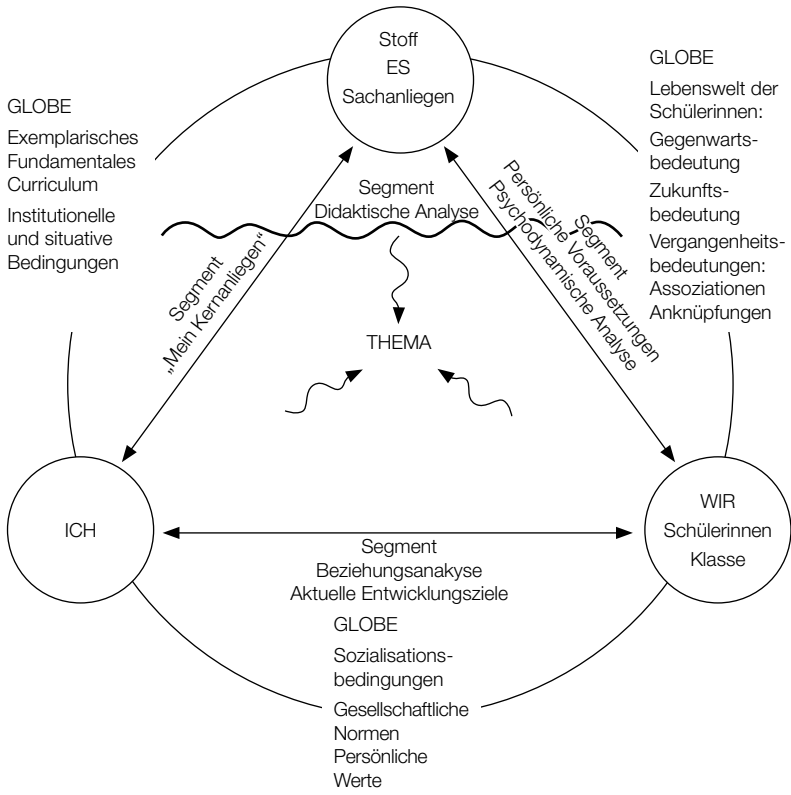 Stoff
ES
Sachanliegen
GLOBE
Exemplarisches
Fundamentales
Curriculum
Institutionelle
und situative
Bedingungen
GLOBE
Lebenswelt der
Schülerinnen:
Gegenwarts-
bedeutung
Zukunfts-
bedeutung
Vergangenheits-
bedeutungen:
Assoziationen
Anknüpfungen
Segment
Didaktische Analyse
Segment
„Mein Kernanliegen“
Segment
Persönliche Voraussetzungen
Psychodynamische Analyse
THEMA
ICH
WIR
Schülerinnen
Klasse
Segment
Beziehungsanakyse
Aktuelle Entwicklungsziele
GLOBE
Sozialisations-
bedingungen
Gesellschaftliche
Normen
Persönliche
Werte